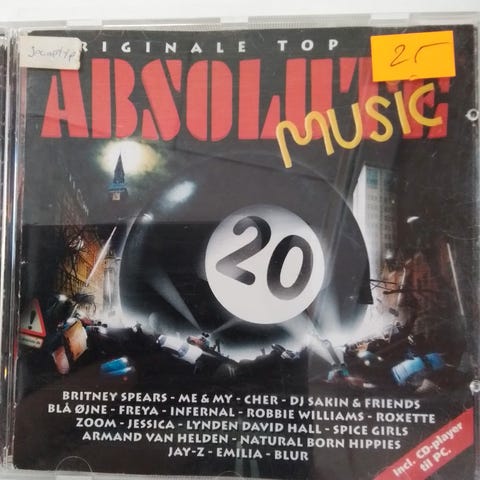 RIGINALE TOP
25
ABSOLUTE
MUSIC
20
BRITNEY SPEARS - ME & MY - CHER - DJ SAKIN & FRIENDS
BLÅ ØJNE - FREYA - INFERNAL - ROBBIE WILLIAMS - ROXETTE
ZOOM - JESSICA - LYNDEN DAVID HALL - SPICE GIRLS
ARMAND VAN HELDEN - NATURAL BORN HIPPIES
JAY-Z - EMILIA - BLUR
Incl. CD-player
til PC.